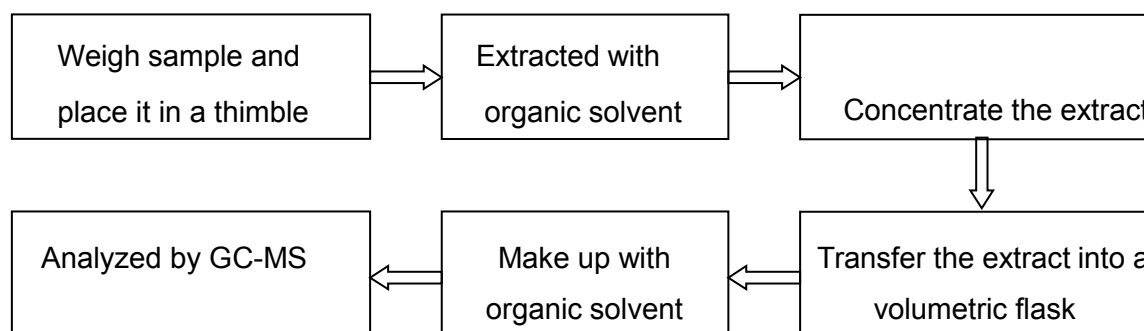 Weigh sample and
place it in a thimble
Extracted with
organic solvent
Concentrate the extract
Transfer the extract into a
volumetric flask
Make up with
organic solvent
Analyzed by GC-MS